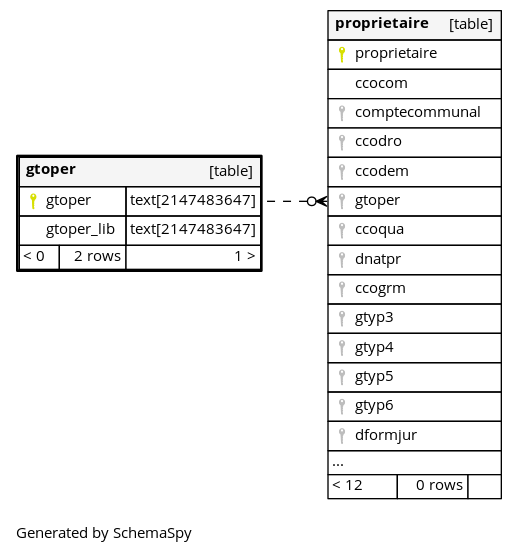 gtoper [table]
gtoper text[2147483647]
gtoper_lib text[2147483647]
< 0 2 rows 1 >
proprietaire [table]
proprietaire
ccocom
comptecommunal
ccodro
ccodem
gtoper
ccoqua
dnatpr
ccogrm
gtyp3
gtyp4
gtyp5
gtyp6
dformjur
...
< 12 0 rows
Generated by SchemaSpy